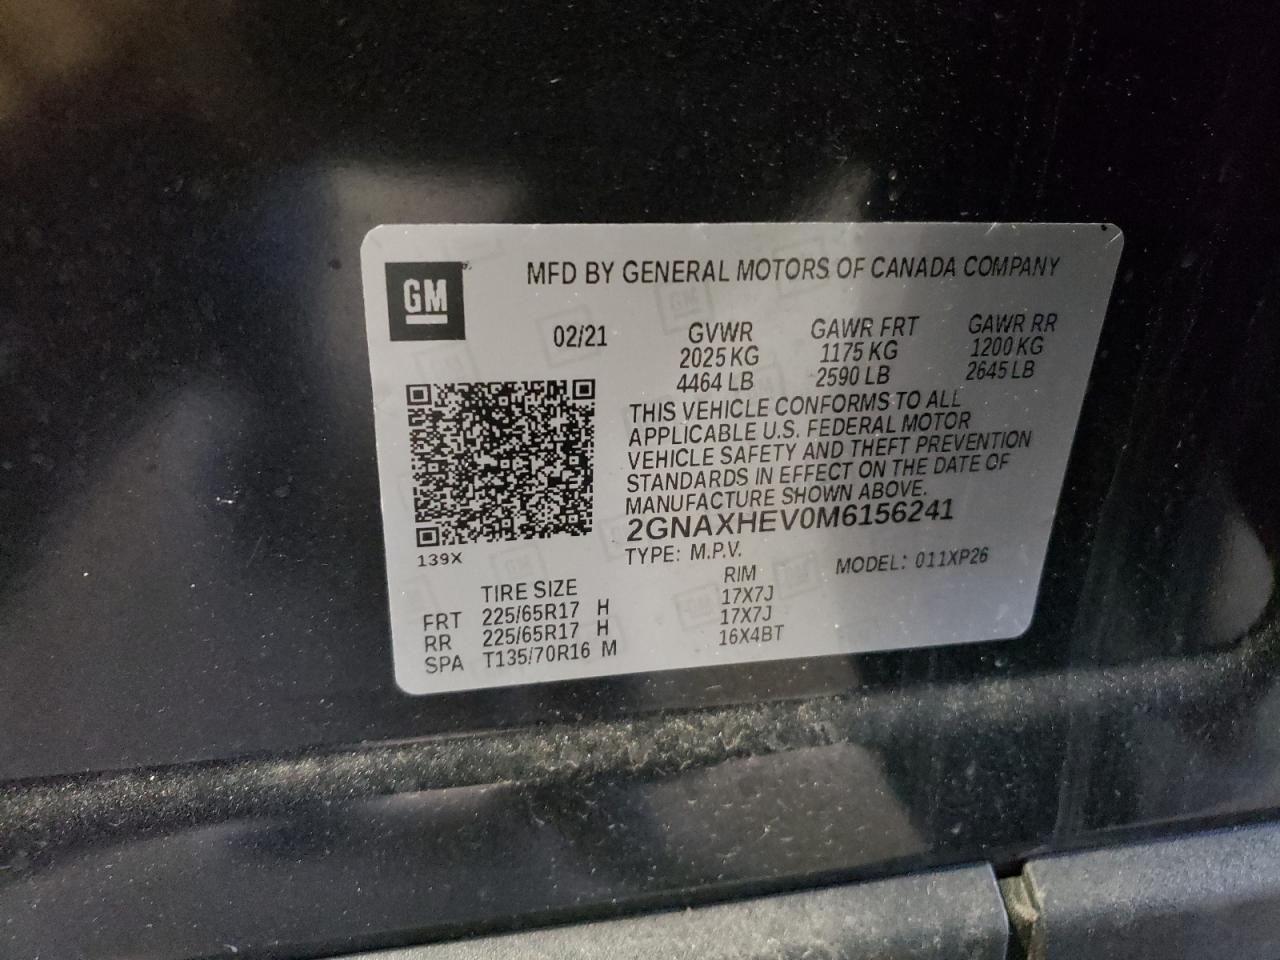 GM
MFD BY GENERAL MOTORS OF CANADA COMPANY
02/21 GVWR GAWR FRT GAWR RR
2025 KG 1175 KG 1200 KG
4464 LB 2590 LB 2645 LB
THIS VEHICLE CONFORMS TO ALL
APPLICABLE U.S. FEDERAL MOTOR
VEHICLE SAFETY AND THEFT PREVENTION
STANDARDS IN EFFECT ON THE DATE OF
MANUFACTURE SHOWN ABOVE.
2GNAXHEV0M6156241
139X
TYPE: M.P.V. MODEL: 011XP26
TIRE SIZE RIM
FRT 225/65R17 H 17X7J
RR 225/65R17 H 17X7J
SPA T135/70R16 M 16X4BT